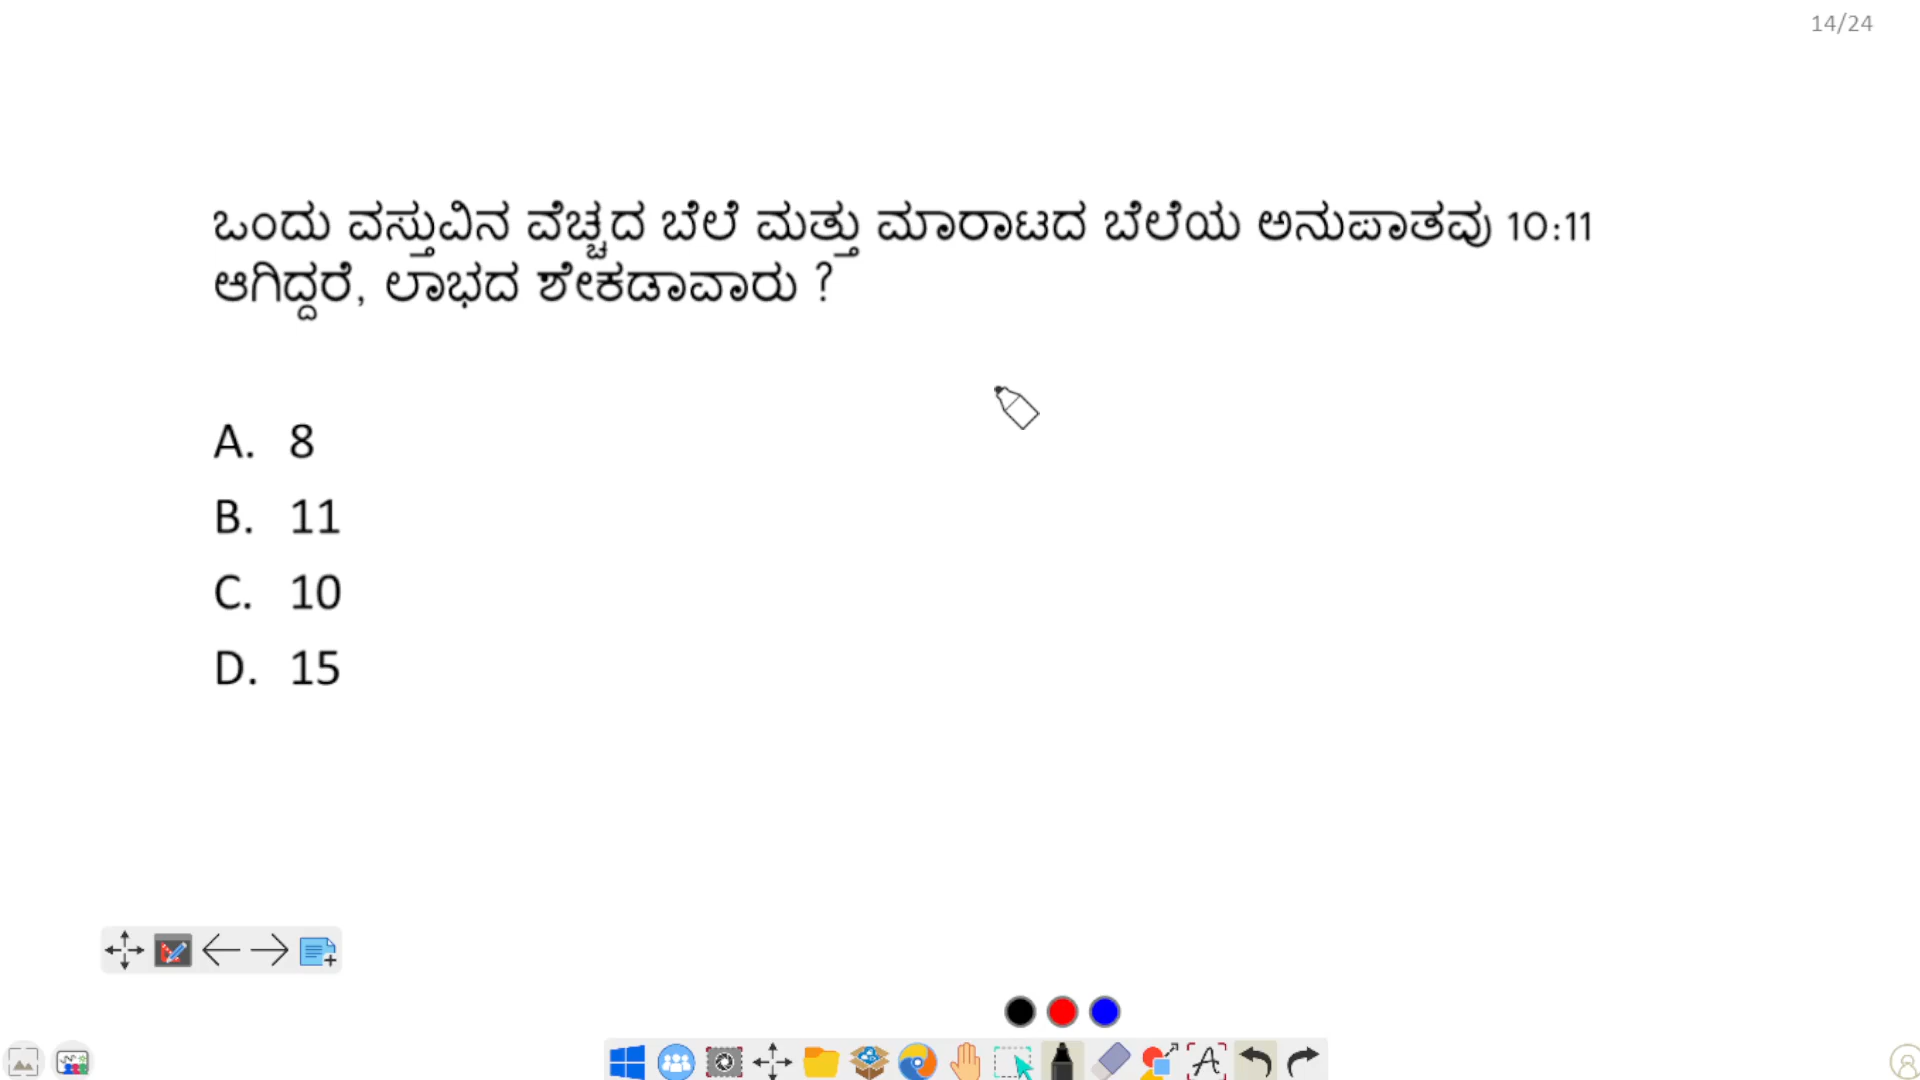 14/24
ಒಂದು ವಸ್ತುವಿನ ವೆಚ್ಚದ ಬೆಲೆ ಮತ್ತು ಮಾರಾಟದ ಬೆಲೆಯ ಅನುಪಾತವು 10:11
ಆಗಿದ್ದರೆ, ಲಾಭದ ಶೇಕಡಾವಾರು ?
A. 8
B. 11
C. 10
D. 15